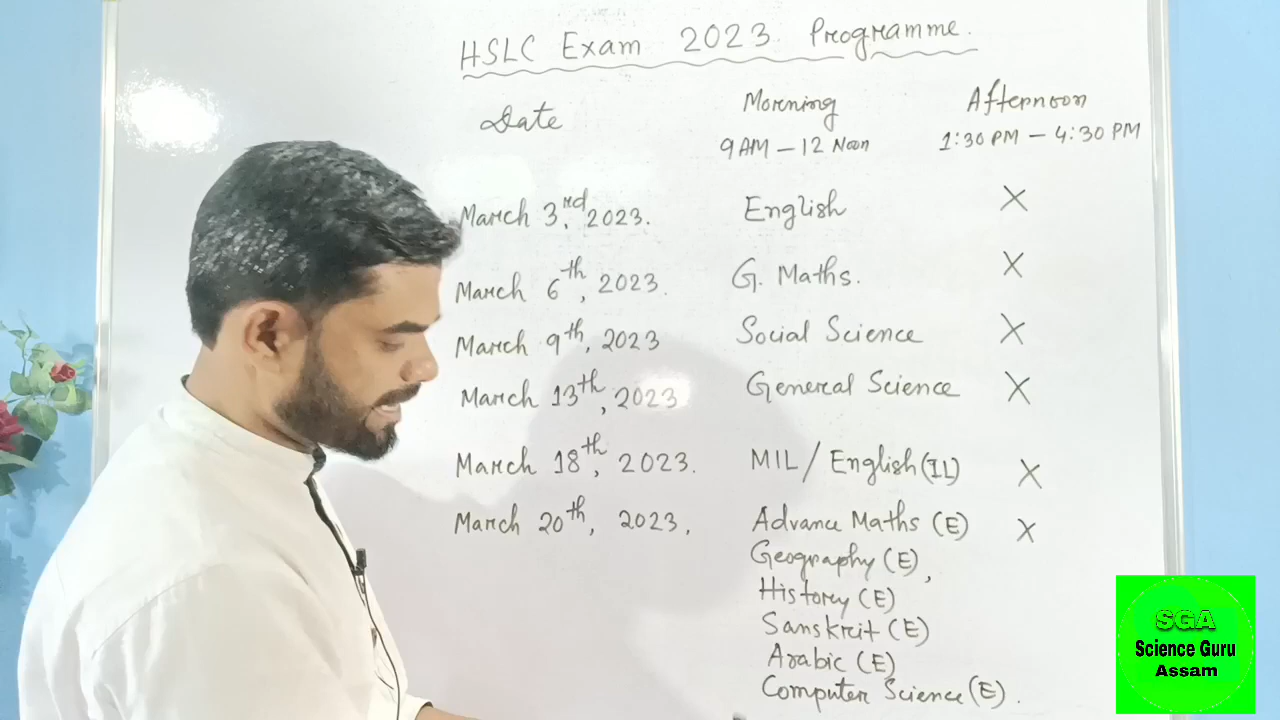 HSLC Exam 2023 Programme.
Date Morning Afternoon
9 AM – 12 Noon 1:30 PM – 4:30 PM
March 3rd, 2023. English X
March 6th, 2023. G. Maths. X
March 9th, 2023 Social Science X
March 13th, 2023 General Science X
March 18th, 2023. MIL / English (IL) X
March 20th, 2023, Advance Maths (E) X
Geography (E),
History (E)
Sanskrit (E)
Arabic (E)
Computer Science (E).
SGA
Science Guru
Assam